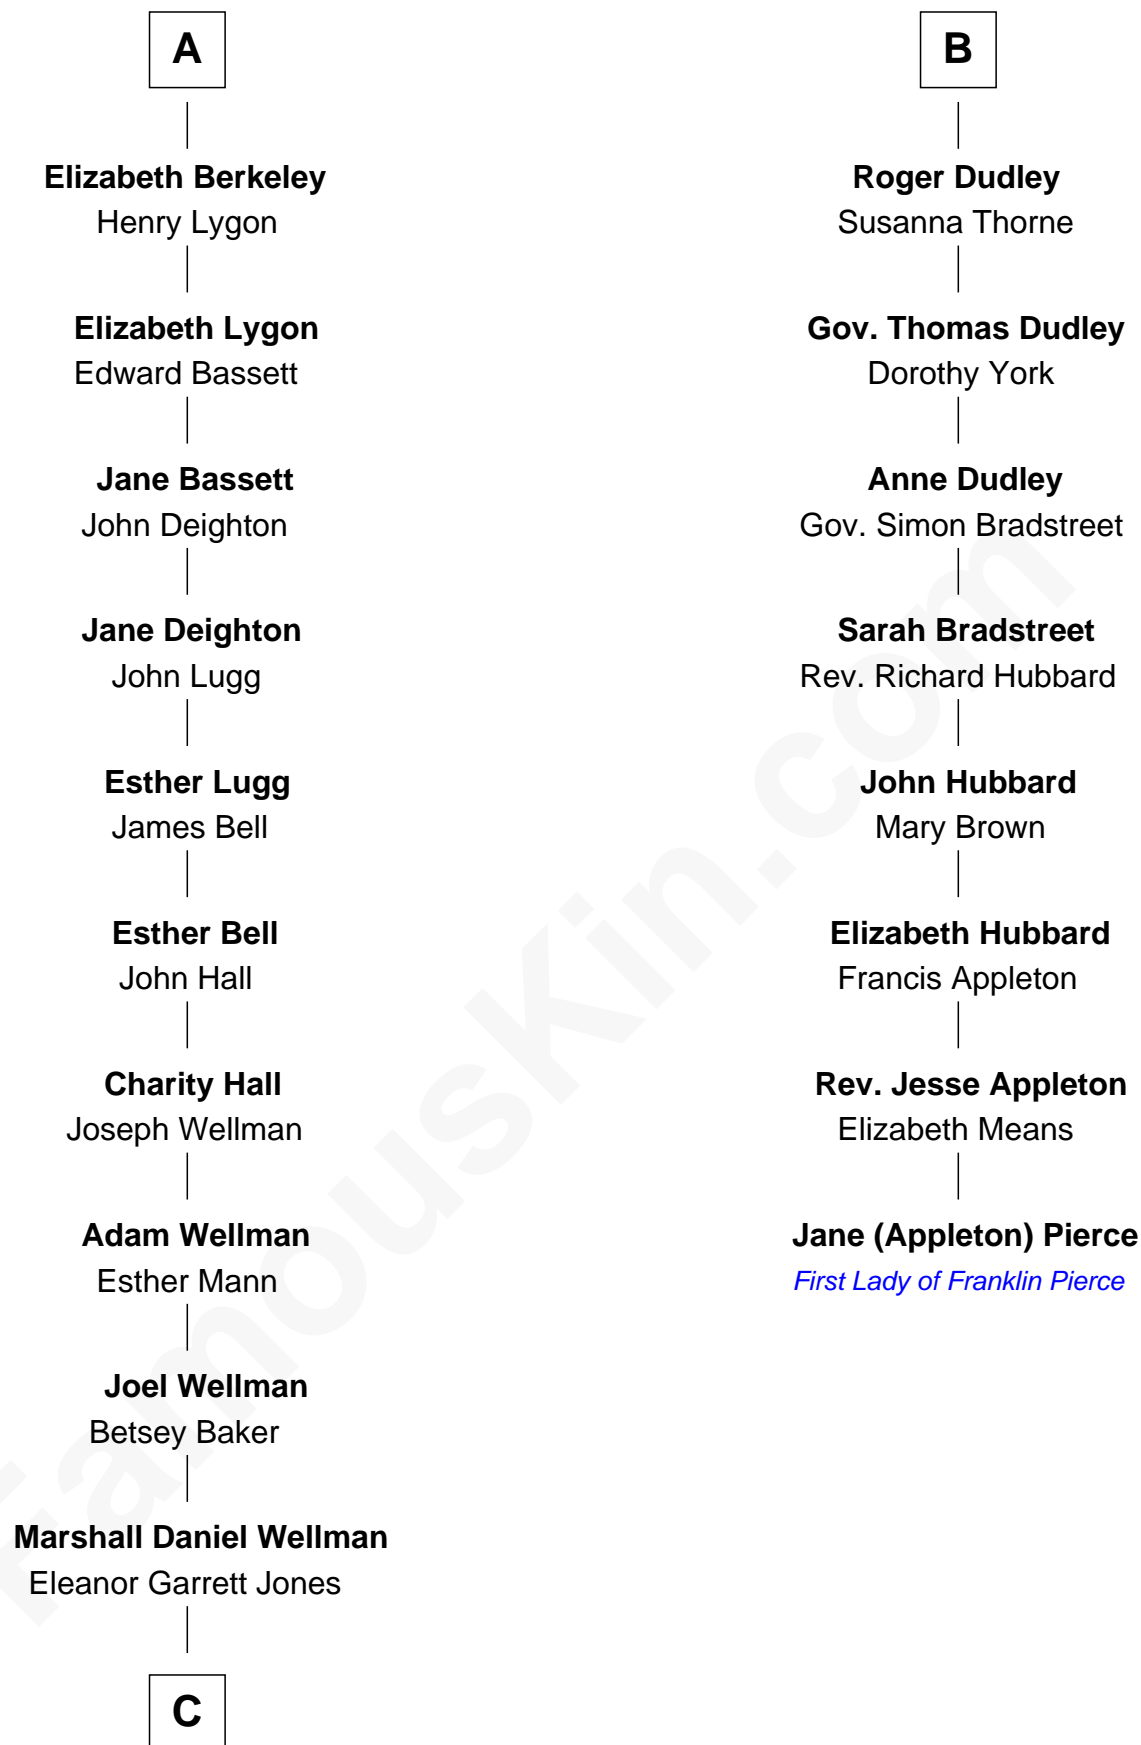 A
Elizabeth Berkeley
Henry Lygon
Elizabeth Lygon
Edward Bassett
Jane Bassett
John Deighton
Jane Deighton
John Lugg
Esther Lugg
James Bell
Esther Bell
John Hall
Charity Hall
Joseph Wellman
Adam Wellman
Esther Mann
Joel Wellman
Betsey Baker
Marshall Daniel Wellman
Eleanor Garrett Jones
C
B
Roger Dudley
Susanna Thorne
Gov. Thomas Dudley
Dorothy York
Anne Dudley
Gov. Simon Bradstreet
Sarah Bradstreet
Rev. Richard Hubbard
John Hubbard
Mary Brown
Elizabeth Hubbard
Francis Appleton
Rev. Jesse Appleton
Elizabeth Means
Jane (Appleton) Pierce
First Lady of Franklin Pierce
FamousKin.com